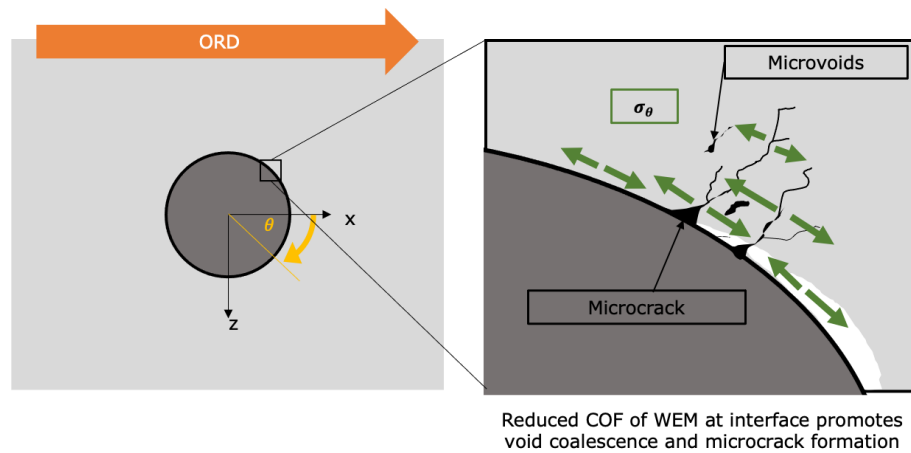 ORD
Microvoids
σθ
x
θ
z
Microcrack
Reduced COF of WEM at interface promotes
void coalescence and microcrack formation